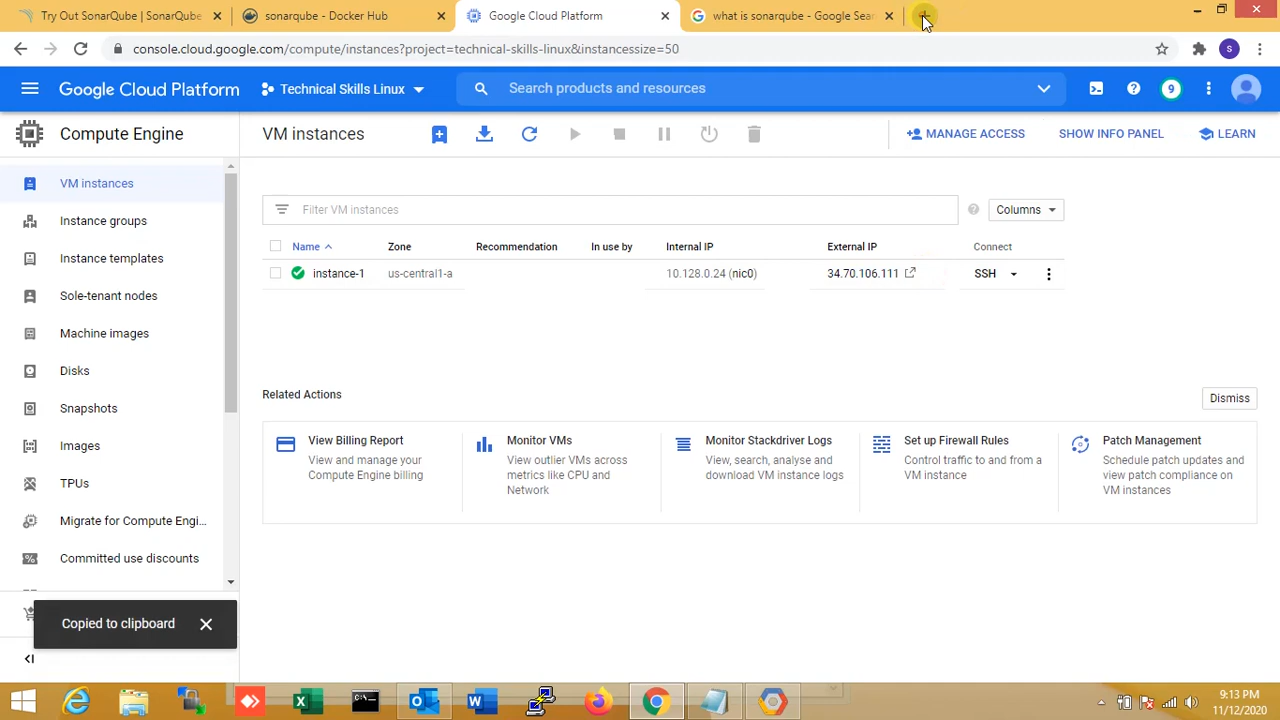 Try Out SonarQube | SonarQube
sonarqube - Docker Hub
Google Cloud Platform
what is sonarqube - Google Sear
console.cloud.google.com/compute/instances?project=technical-skills-linux&instancessize=50
S
Google Cloud Platform
Technical Skills Linux
Search products and resources
9
Compute Engine
VM instances
MANAGE ACCESS
SHOW INFO PANEL
LEARN
VM instances
Instance groups
Instance templates
Sole-tenant nodes
Machine images
Disks
Snapshots
Images
TPUs
Migrate for Compute Engi...
Committed use discounts
Filter VM instances
Columns
Name
Zone
Recommendation
In use by
Internal IP
External IP
Connect
instance-1
us-central1-a
10.128.0.24 (nic0)
34.70.106.111
SSH
Related Actions
Dismiss
View Billing Report
View and manage your
Compute Engine billing
Monitor VMs
View outlier VMs across
metrics like CPU and
Network
Monitor Stackdriver Logs
View, search, analyse and
download VM instance logs
Set up Firewall Rules
Control traffic to and from a
VM instance
Patch Management
Schedule patch updates and
view patch compliance on
VM instances
Copied to clipboard
9:13 PM
11/12/2020